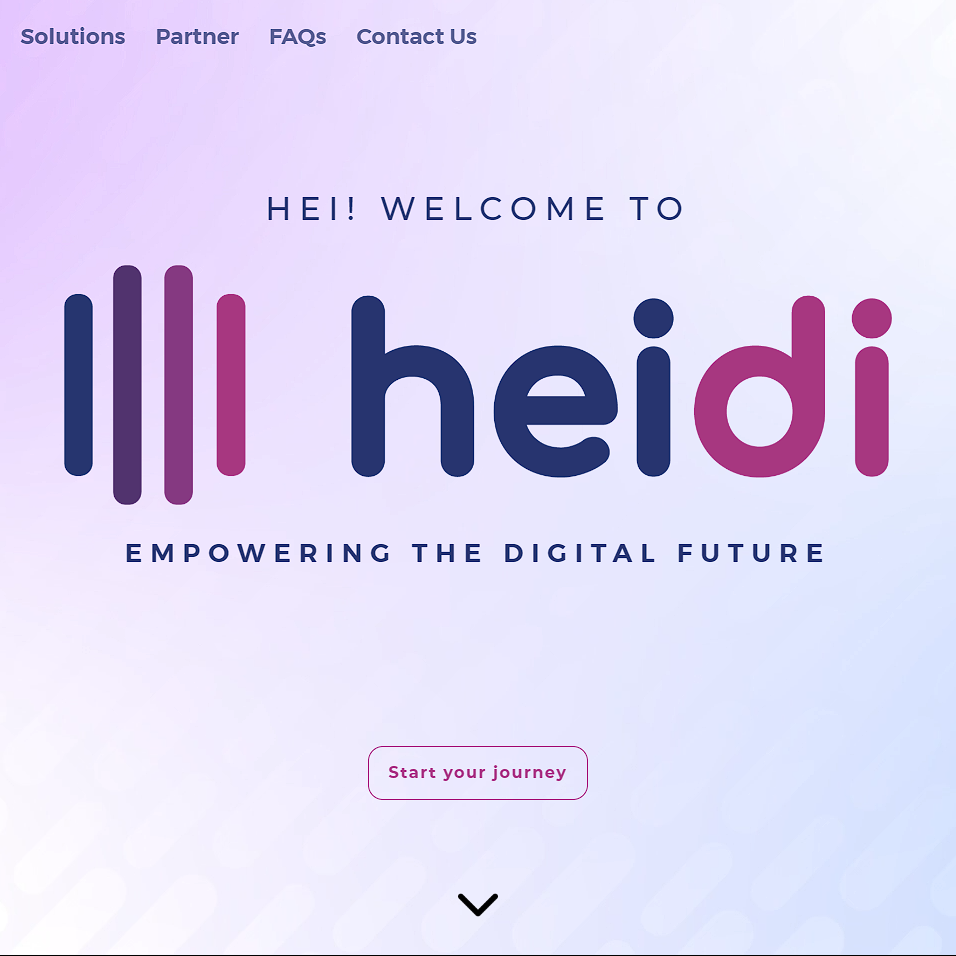 Solutions Partner FAQs Contact Us
HEI! WELCOME TO
heidi
EMPOWERING THE DIGITAL FUTURE
Start your journey